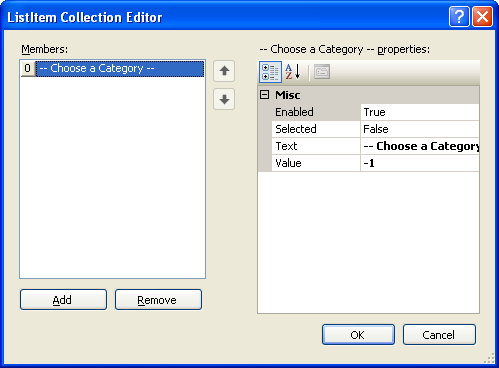 ListItem Collection Editor
Members:
0 -- Choose a Category --
Add
Remove
-- Choose a Category -- properties:
Misc
Enabled True
Selected False
Text -- Choose a Category
Value -1
OK
Cancel